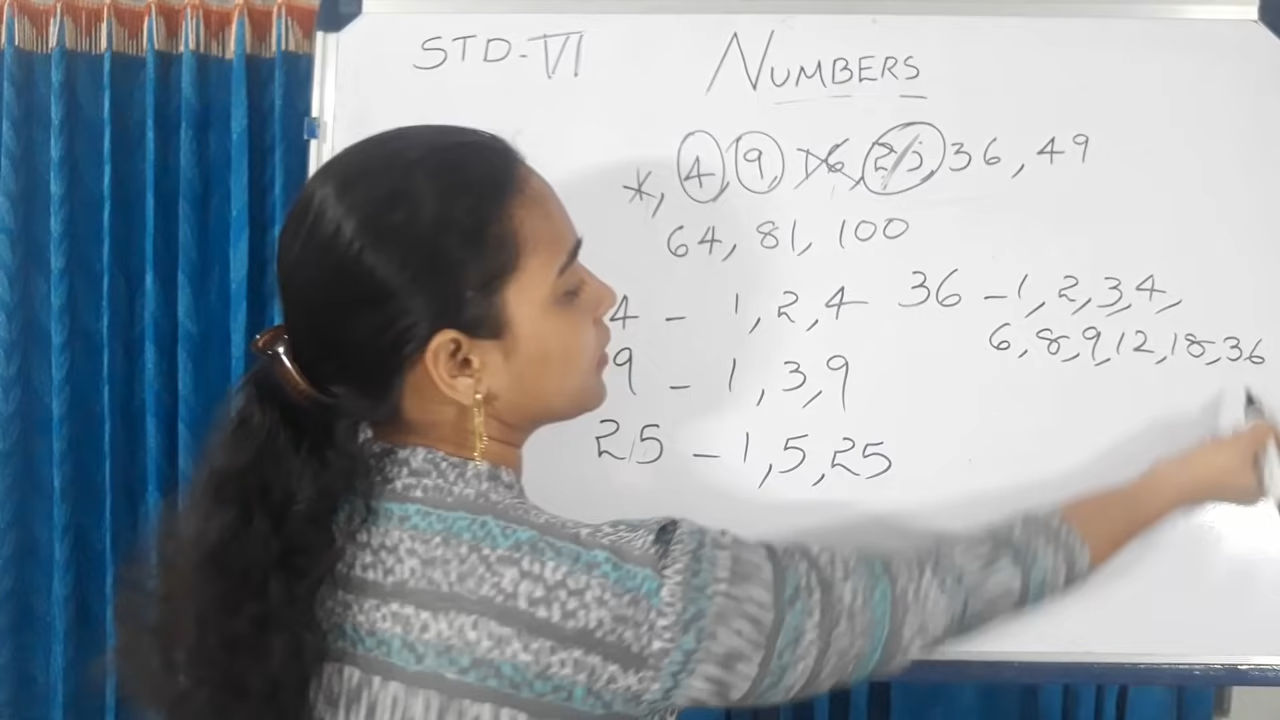 STD-VI
NUMBERS
4, 9, 16, 25, 36, 49
64, 81, 100
4 - 1, 2, 4
9 - 1, 3, 9
25 - 1, 5, 25
36 - 1, 2, 3, 4,
6, 8, 9, 12, 18, 36